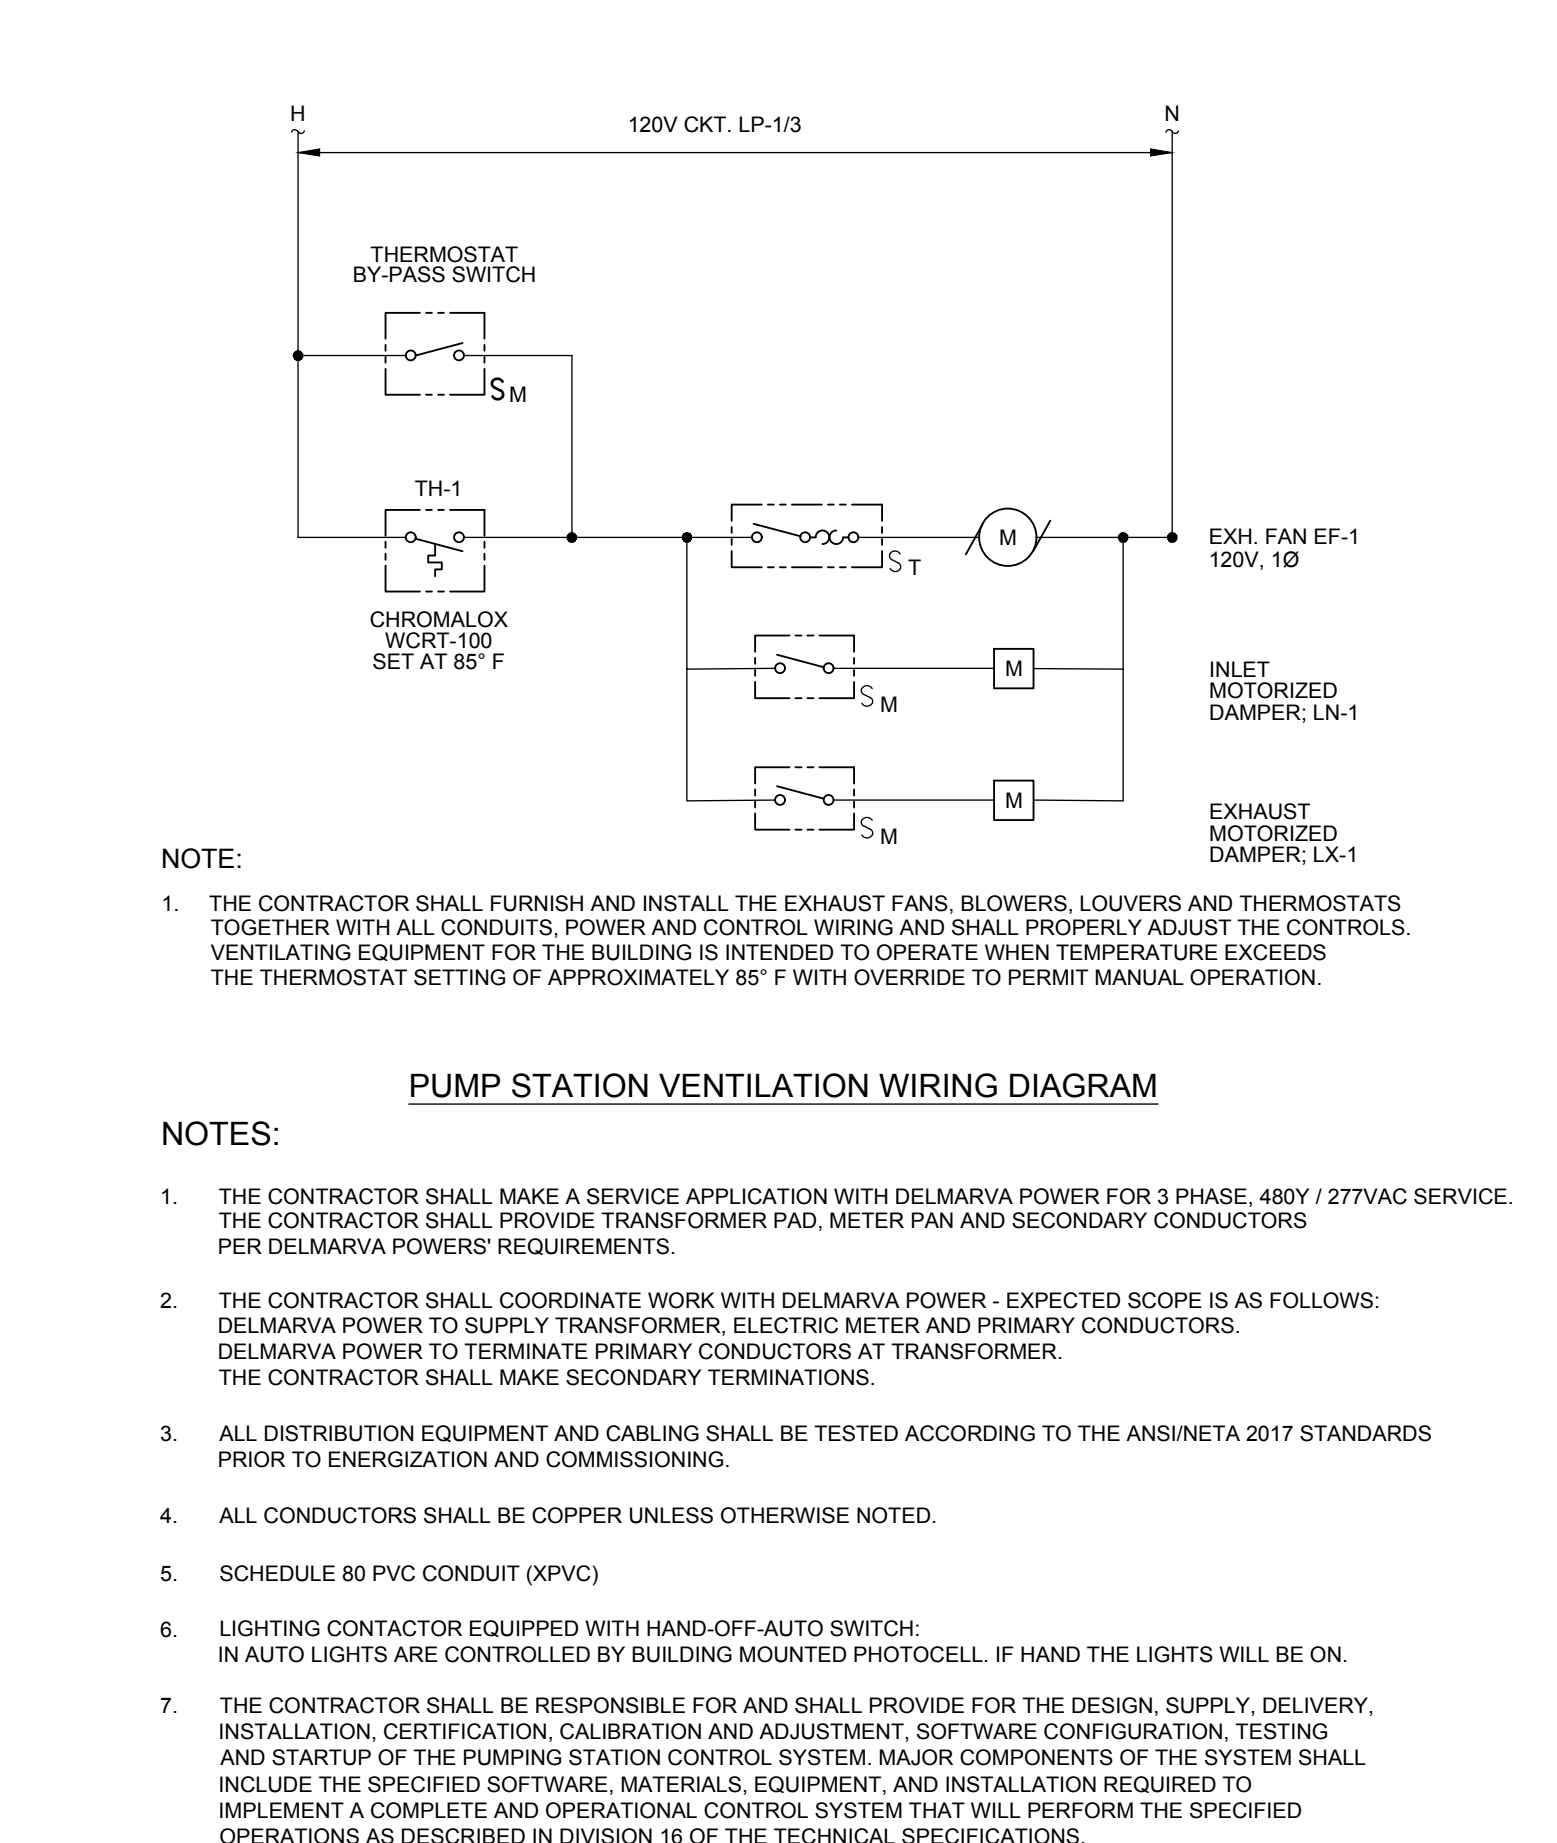 H
120V CKT. LP-1/3
N
THERMOSTAT
BY-PASS SWITCH
SM
TH-1
CHROMALOX
WCRT-100
SET AT 85° F
ST
M
EXH. FAN EF-1
120V, 1Ø
SM
M
INLET
MOTORIZED
DAMPER; LN-1
SM
M
EXHAUST
MOTORIZED
DAMPER; LX-1
NOTE:
1. THE CONTRACTOR SHALL FURNISH AND INSTALL THE EXHAUST FANS, BLOWERS, LOUVERS AND THERMOSTATS
TOGETHER WITH ALL CONDUITS, POWER AND CONTROL WIRING AND SHALL PROPERLY ADJUST THE CONTROLS.
VENTILATING EQUIPMENT FOR THE BUILDING IS INTENDED TO OPERATE WHEN TEMPERATURE EXCEEDS
THE THERMOSTAT SETTING OF APPROXIMATELY 85° F WITH OVERRIDE TO PERMIT MANUAL OPERATION.
PUMP STATION VENTILATION WIRING DIAGRAM
NOTES:
1. THE CONTRACTOR SHALL MAKE A SERVICE APPLICATION WITH DELMARVA POWER FOR 3 PHASE, 480Y / 277VAC SERVICE.
THE CONTRACTOR SHALL PROVIDE TRANSFORMER PAD, METER PAN AND SECONDARY CONDUCTORS
PER DELMARVA POWERS' REQUIREMENTS.
2. THE CONTRACTOR SHALL COORDINATE WORK WITH DELMARVA POWER - EXPECTED SCOPE IS AS FOLLOWS:
DELMARVA POWER TO SUPPLY TRANSFORMER, ELECTRIC METER AND PRIMARY CONDUCTORS.
DELMARVA POWER TO TERMINATE PRIMARY CONDUCTORS AT TRANSFORMER.
THE CONTRACTOR SHALL MAKE SECONDARY TERMINATIONS.
3. ALL DISTRIBUTION EQUIPMENT AND CABLING SHALL BE TESTED ACCORDING TO THE ANSI/NETA 2017 STANDARDS
PRIOR TO ENERGIZATION AND COMMISSIONING.
4. ALL CONDUCTORS SHALL BE COPPER UNLESS OTHERWISE NOTED.
5. SCHEDULE 80 PVC CONDUIT (XPVC)
6. LIGHTING CONTACTOR EQUIPPED WITH HAND-OFF-AUTO SWITCH:
IN AUTO LIGHTS ARE CONTROLLED BY BUILDING MOUNTED PHOTOCELL. IF HAND THE LIGHTS WILL BE ON.
7. THE CONTRACTOR SHALL BE RESPONSIBLE FOR AND SHALL PROVIDE FOR THE DESIGN, SUPPLY, DELIVERY,
INSTALLATION, CERTIFICATION, CALIBRATION AND ADJUSTMENT, SOFTWARE CONFIGURATION, TESTING
AND STARTUP OF THE PUMPING STATION CONTROL SYSTEM. MAJOR COMPONENTS OF THE SYSTEM SHALL
INCLUDE THE SPECIFIED SOFTWARE, MATERIALS, EQUIPMENT, AND INSTALLATION REQUIRED TO
IMPLEMENT A COMPLETE AND OPERATIONAL CONTROL SYSTEM THAT WILL PERFORM THE SPECIFIED
OPERATIONS AS DESCRIBED IN DIVISION 16 OF THE TECHNICAL SPECIFICATIONS.